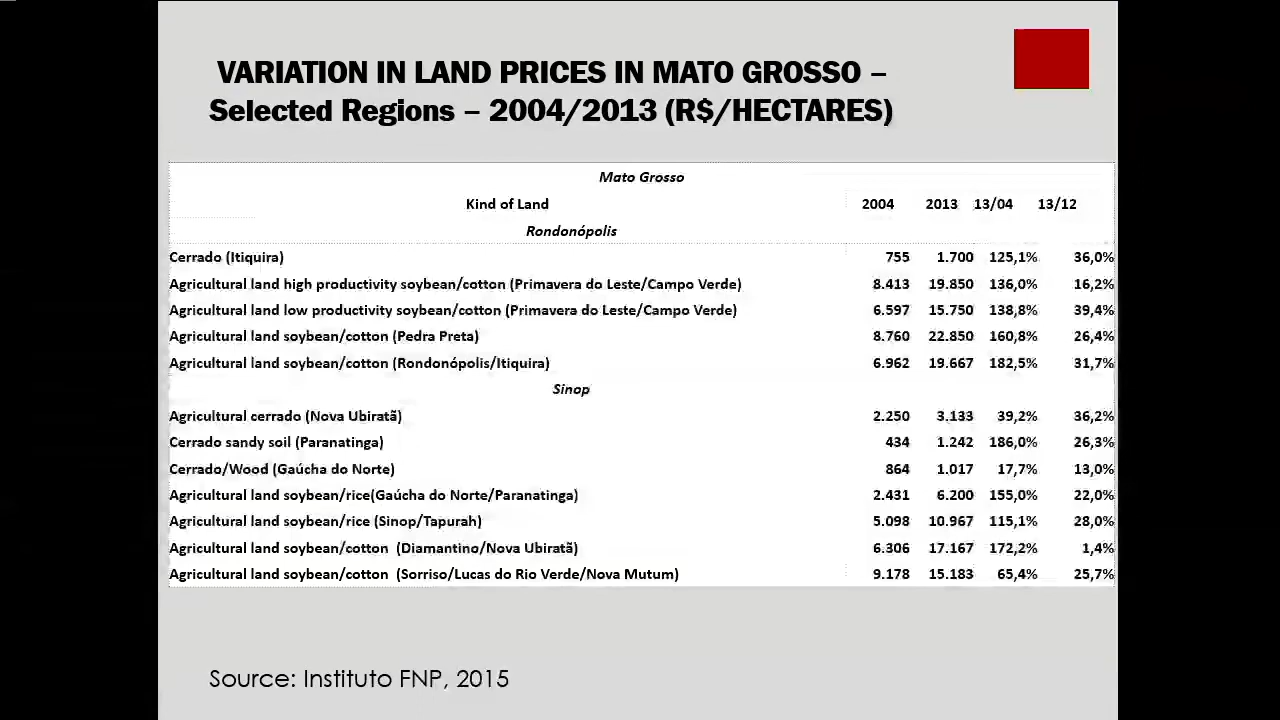 VARIATION IN LAND PRICES IN MATO GROSSO –
Selected Regions – 2004/2013 (R$/HECTARES)
Mato Grosso
Kind of Land 2004 2013 13/04 13/12
Rondonópolis
Cerrado (Itiquira) 755 1.700 125,1% 36,0%
Agricultural land high productivity soybean/cotton (Primavera do Leste/Campo Verde) 8.413 19.850 136,0% 16,2%
Agricultural land low productivity soybean/cotton (Primavera do Leste/Campo Verde) 6.597 15.750 138,8% 39,4%
Agricultural land soybean/cotton (Pedra Preta) 8.760 22.850 160,8% 26,4%
Agricultural land soybean/cotton (Rondonópolis/Itiquira) 6.962 19.667 182,5% 31,7%
Sinop
Agricultural cerrado (Nova Ubiratã) 2.250 3.133 39,2% 36,2%
Cerrado sandy soil (Paranatinga) 434 1.242 186,0% 26,3%
Cerrado/Wood (Gaúcha do Norte) 864 1.017 17,7% 13,0%
Agricultural land soybean/rice(Gaúcha do Norte/Paranatinga) 2.431 6.200 155,0% 22,0%
Agricultural land soybean/rice (Sinop/Tapurah) 5.098 10.967 115,1% 28,0%
Agricultural land soybean/cotton (Diamantino/Nova Ubiratã) 6.306 17.167 172,2% 1,4%
Agricultural land soybean/cotton (Sorriso/Lucas do Rio Verde/Nova Mutum) 9.178 15.183 65,4% 25,7%
Source: Instituto FNP, 2015